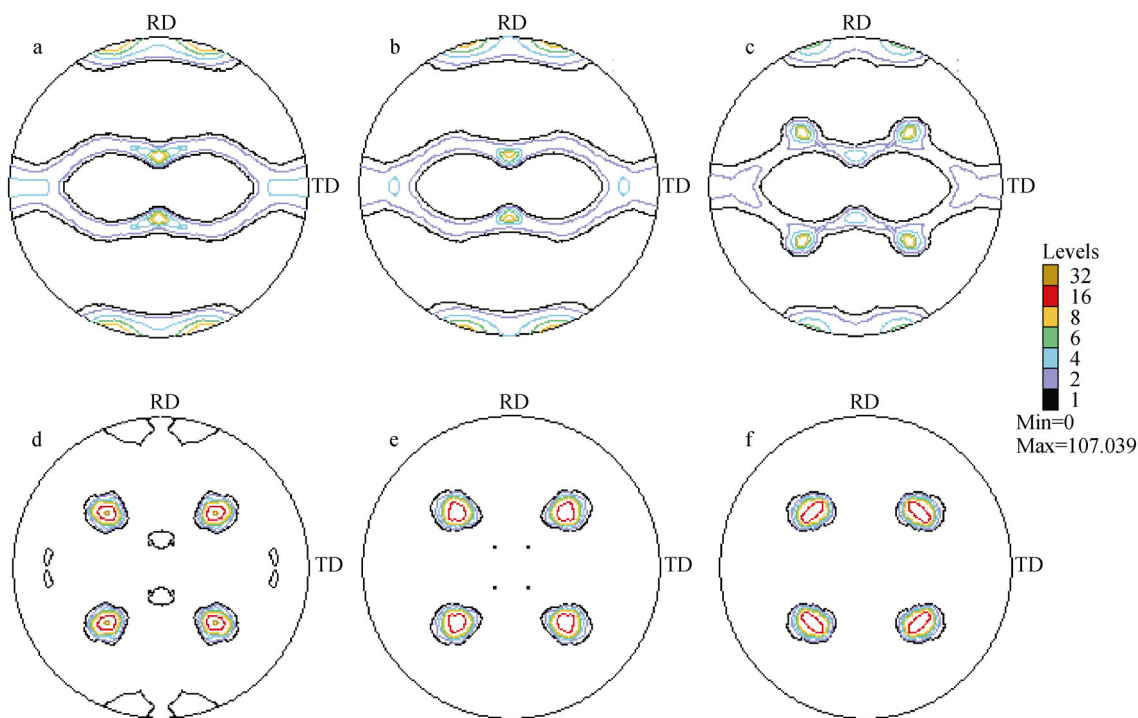 RD RD RD
a b c
TD TD TD
Levels
32
16
8
6
4
2
1
Min=0
Max=107.039
RD RD RD
d e f
TD TD TD